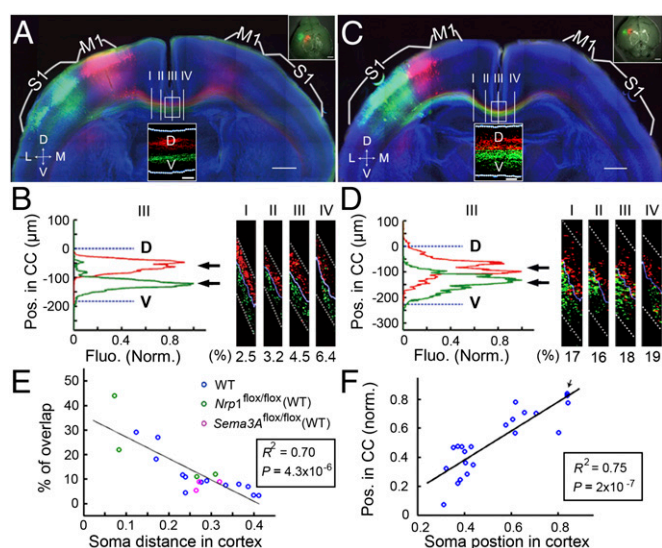 A
C
M1
M1
S1
S1
I II III IV
D
V
D
L M
V
M1
M1
S1
S1
I II III IV
D
V
D
L M
V
B
III
I II III IV
Pos. in CC (µm)
100
0
-100
-200
D
V
0 0.4 0.8
Fluo. (Norm.)
(%) 2.5 3.2 4.5 6.4
D
III
I II III IV
Pos. in CC (µm)
100
0
-100
-200
-300
D
V
0 0.4 0.8
Fluo. (Norm.)
(%) 17 16 18 19
E
% of overlap
50
40
30
20
10
0
WT
Nrp1flox/flox(WT)
Sema3Aflox/flox(WT)
R2 = 0.70
P = 4.3x10-6
0 0.1 0.2 0.3 0.4
Soma distance in cortex
F
Pos. in CC (norm.)
1
0.8
0.6
0.4
0.2
0
R2 = 0.75
P = 2x10-7
0.2 0.4 0.6 0.8 1
Soma postion in cortex